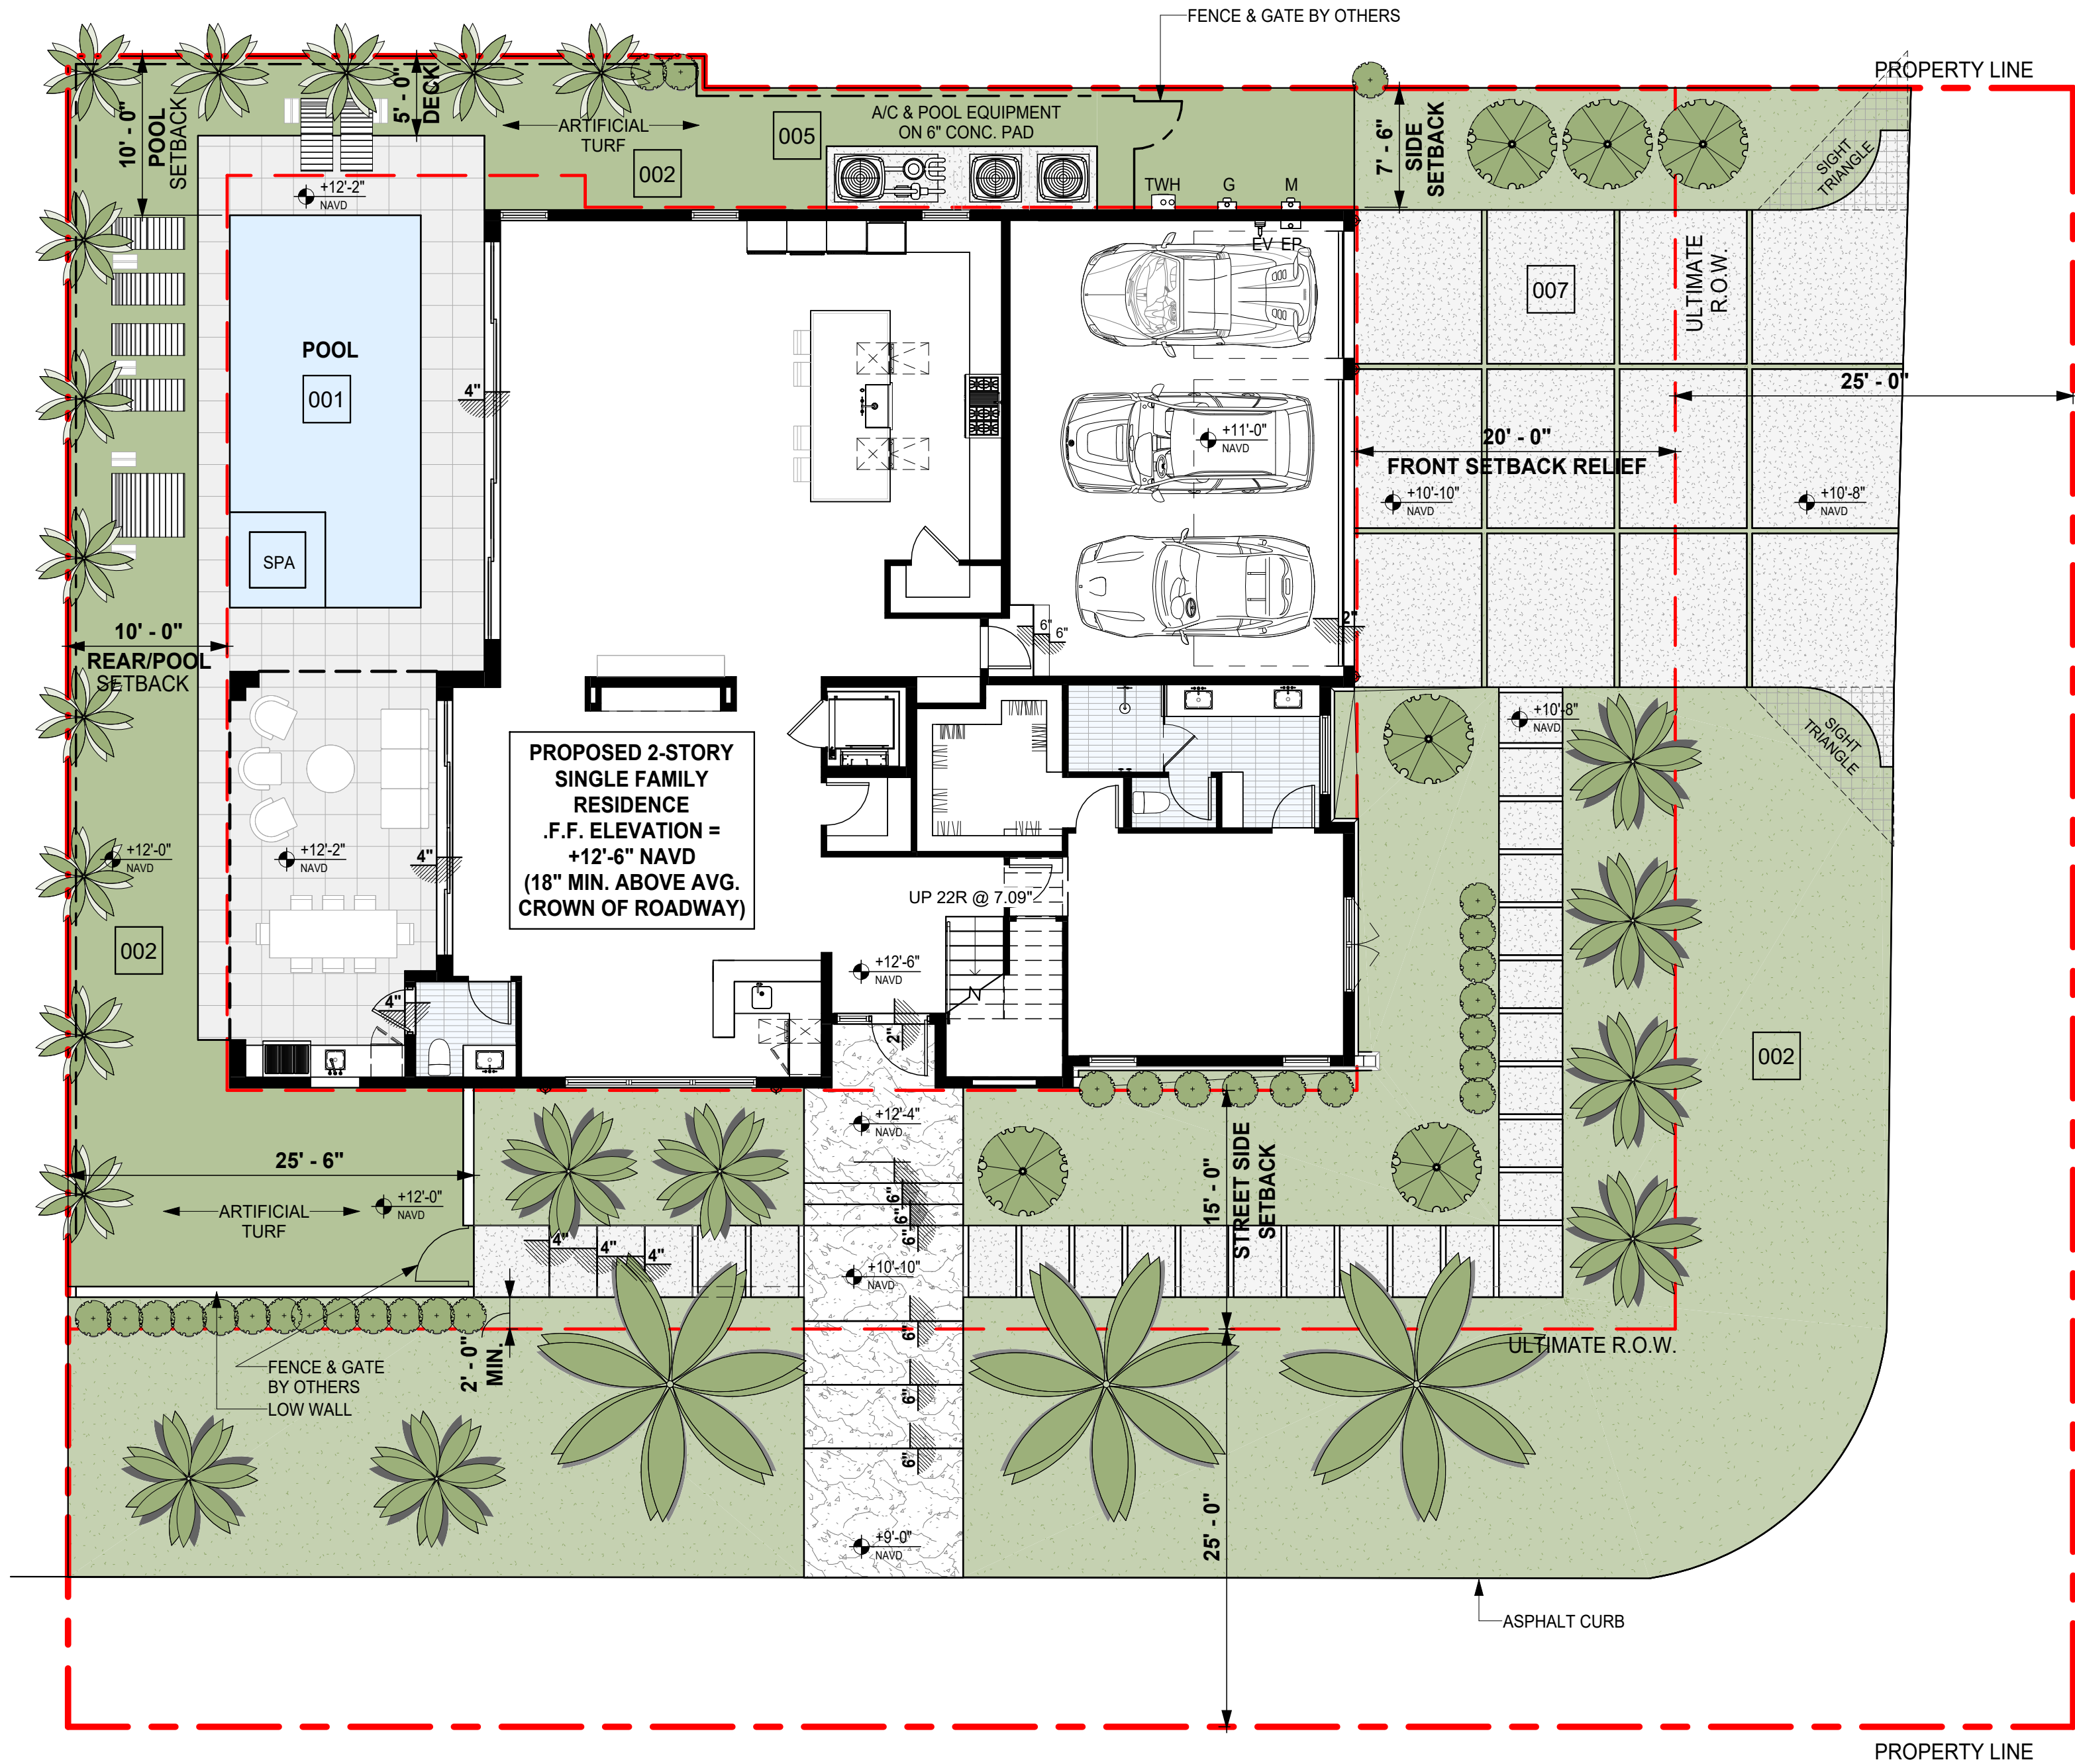 FENCE & GATE BY OTHERS
PROPERTY LINE
10' - 0"
POOL
SETBACK
5' - 0"
DECK
ARTIFICIAL
TURF
002
005
A/C & POOL EQUIPMENT
ON 6" CONC. PAD
TWH
G
M
EV
EP
7' - 6"
SIDE
SETBACK
SIGHT
TRIANGLE
+12'-2"
NAVD
POOL
001
4"
SPA
+11'-0"
NAVD
007
ULTIMATE
R.O.W.
25' - 0"
20' - 0"
FRONT SETBACK RELIEF
+10'-10"
NAVD
+10'-8"
NAVD
10' - 0"
REAR/POOL
SETBACK
6"
6"
2"
+10'-8"
NAVD
SIGHT
TRIANGLE
PROPOSED 2-STORY
SINGLE FAMILY
RESIDENCE
.F.F. ELEVATION =
+12'-6" NAVD
(18" MIN. ABOVE AVG.
CROWN OF ROADWAY)
+12'-0"
NAVD
+12'-2"
NAVD
4"
UP 22R @ 7.09"
002
+12'-6"
NAVD
4"
2"
002
+12'-4"
NAVD
25' - 6"
+12'-0"
NAVD
ARTIFICIAL
TURF
4"
4"
4"
6"
6"
6"
6"
15' - 0"
STREET SIDE
SETBACK
+10'-10"
NAVD
6"
2' - 0"
MIN.
ULTIMATE R.O.W.
FENCE & GATE
BY OTHERS
LOW WALL
6"
6"
25' - 0"
+9'-0"
NAVD
ASPHALT CURB
PROPERTY LINE